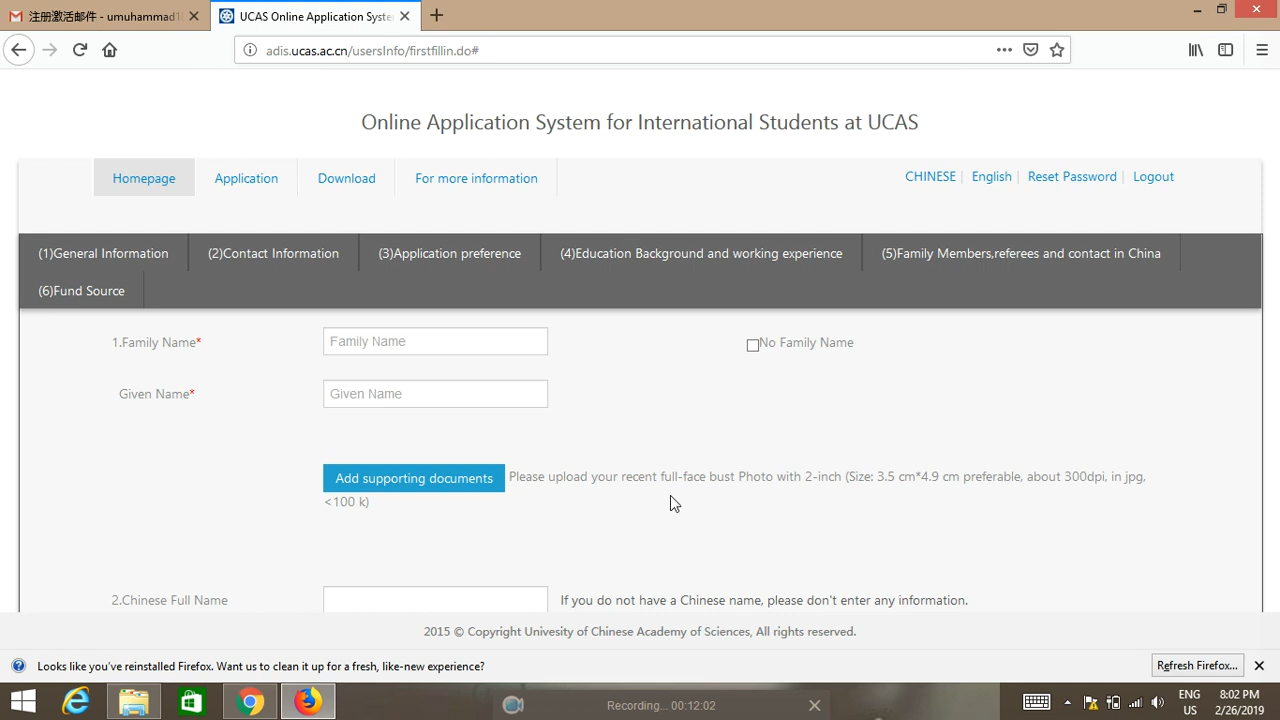 注册激活邮件 - umuhammad1
UCAS Online Application Syste
adis.ucas.ac.cn/usersInfo/firstfillin.do#
Online Application System for International Students at UCAS
Homepage Application Download For more information CHINESE English Reset Password Logout
(1)General Information (2)Contact Information (3)Application preference (4)Education Background and working experience (5)Family Members,referees and contact in China
(6)Fund Source
1.Family Name* Family Name No Family Name
Given Name* Given Name
Add supporting documents Please upload your recent full-face bust Photo with 2-inch (Size: 3.5 cm*4.9 cm preferable, about 300dpi, in jpg,
<100 k)
2.Chinese Full Name If you do not have a Chinese name, please don't enter any information.
2015 © Copyright Univesity of Chinese Academy of Sciences, All rights reserved.
Looks like you've reinstalled Firefox. Want us to clean it up for a fresh, like-new experience? Refresh Firefox...
Recording... 00:12:02
ENG 8:02 PM
US 2/26/2019